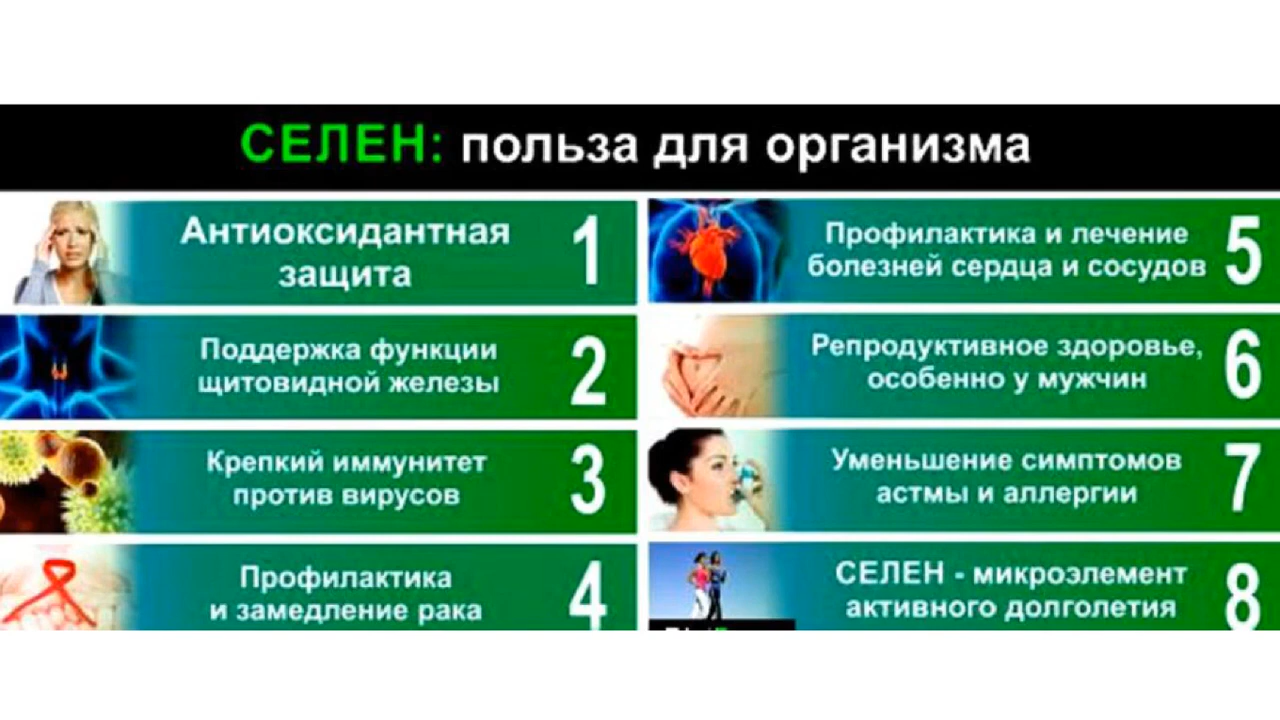 СЕЛЕН: польза для организма
Антиоксидантная
защита
1
Поддержка функции
щитовидной железы
2
Крепкий иммунитет
против вирусов
3
Профилактика
и замедление рака
4
Профилактика и лечение
болезней сердца и сосудов
5
Репродуктивное здоровье,
особенно у мужчин
6
Уменьшение симптомов
астмы и аллергии
7
СЕЛЕН - микроэлемент
активного долголетия
8